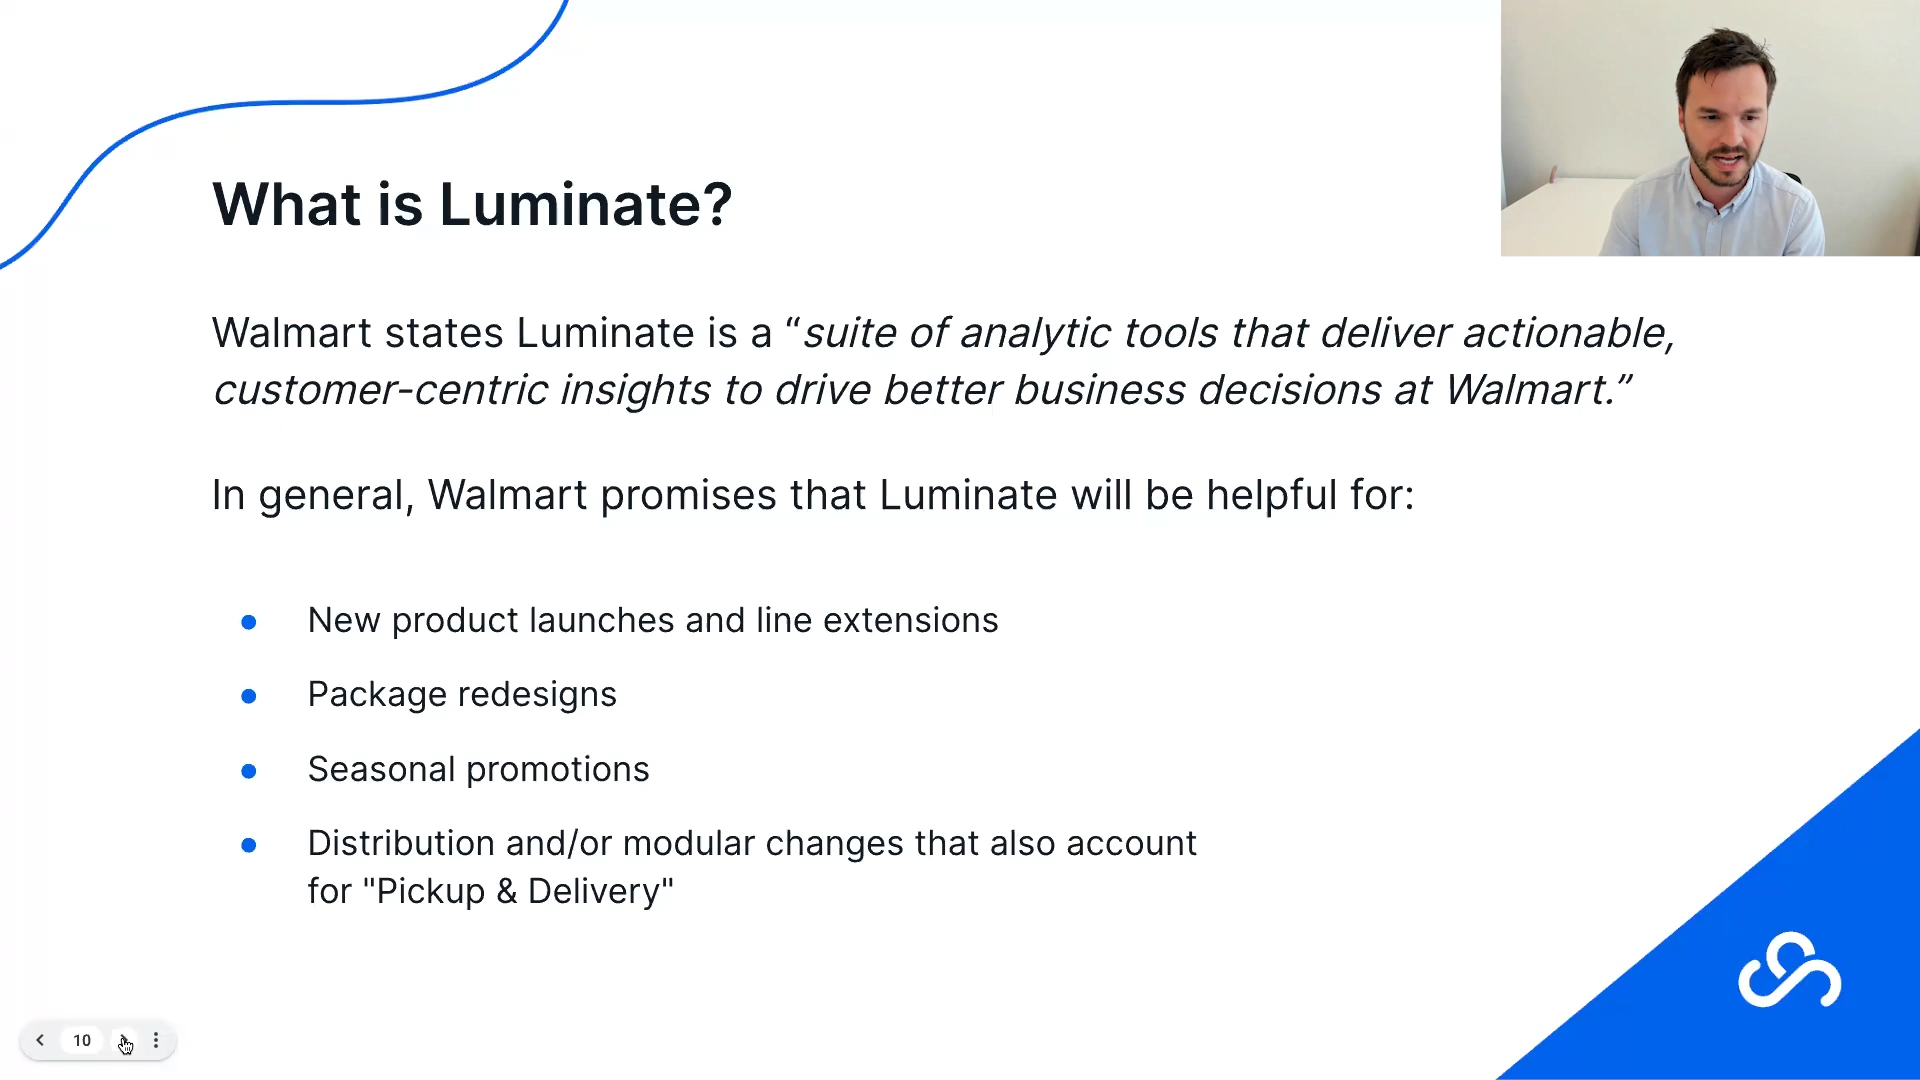 What is Luminate?
Walmart states Luminate is a “suite of analytic tools that deliver actionable,
customer-centric insights to drive better business decisions at Walmart.”
In general, Walmart promises that Luminate will be helpful for:
• New product launches and line extensions
• Package redesigns
• Seasonal promotions
• Distribution and/or modular changes that also account
for "Pickup & Delivery"
10